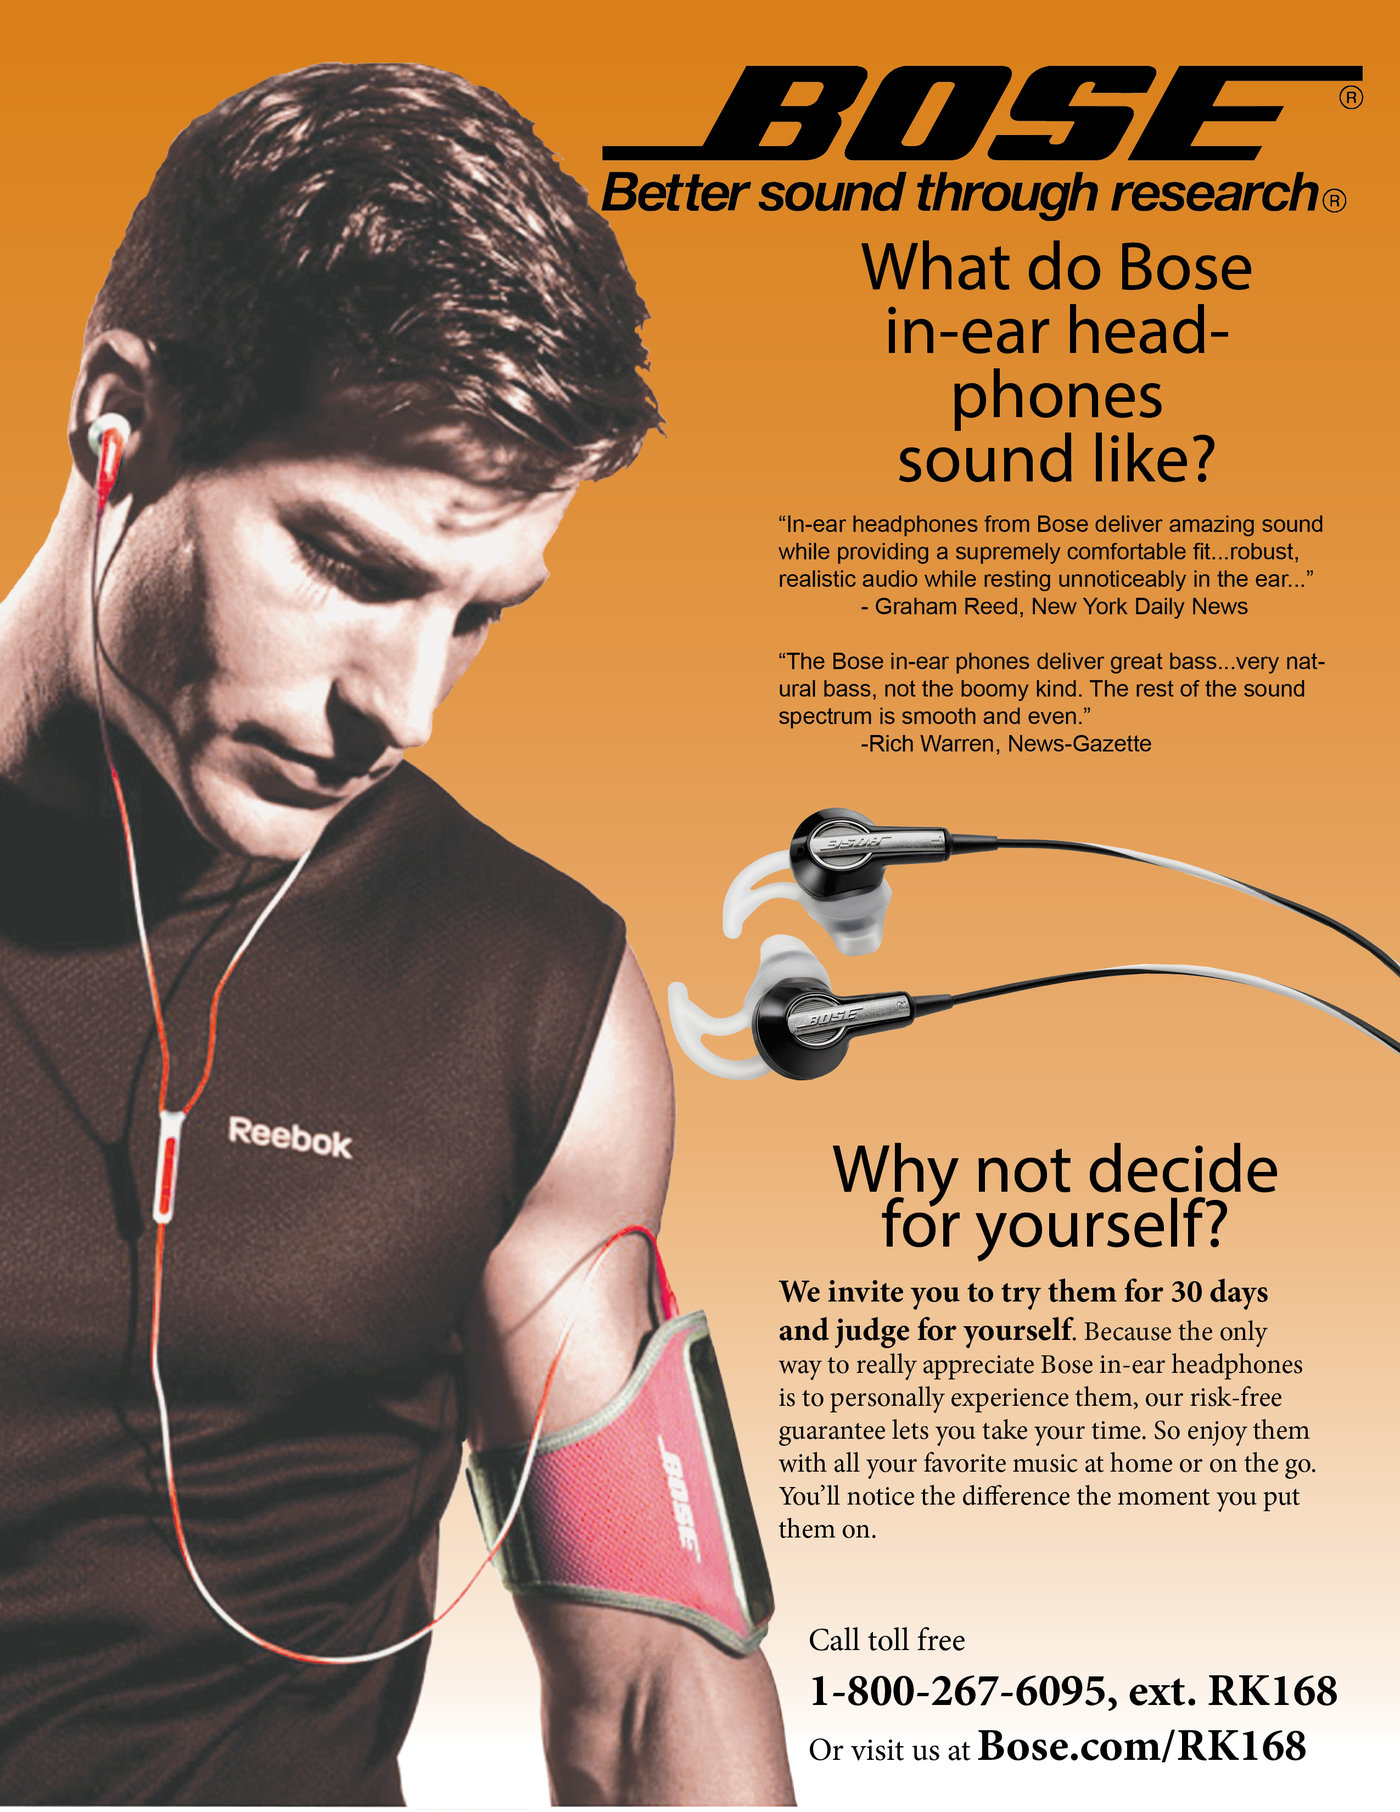 BOSE ®
Better sound through research®
What do Bose
in-ear head-
phones
sound like?
“In-ear headphones from Bose deliver amazing sound
while providing a supremely comfortable fit...robust,
realistic audio while resting unnoticeably in the ear...”
- Graham Reed, New York Daily News
“The Bose in-ear phones deliver great bass...very nat-
ural bass, not the boomy kind. The rest of the sound
spectrum is smooth and even.”
-Rich Warren, News-Gazette
BOSE
BOSE
Reebok
Why not decide
for yourself?
We invite you to try them for 30 days
and judge for yourself. Because the only
way to really appreciate Bose in-ear headphones
is to personally experience them, our risk-free
guarantee lets you take your time. So enjoy them
with all your favorite music at home or on the go.
You’ll notice the difference the moment you put
them on.
BOSE
Call toll free
1-800-267-6095, ext. RK168
Or visit us at Bose.com/RK168